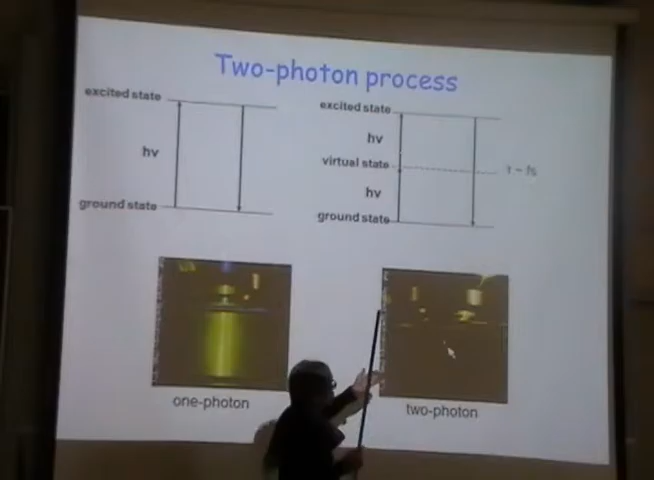 Two-photon process
excited state
hν
ground state
excited state
hν
virtual state
hν
ground state
τ ~ fs
one-photon
two-photon